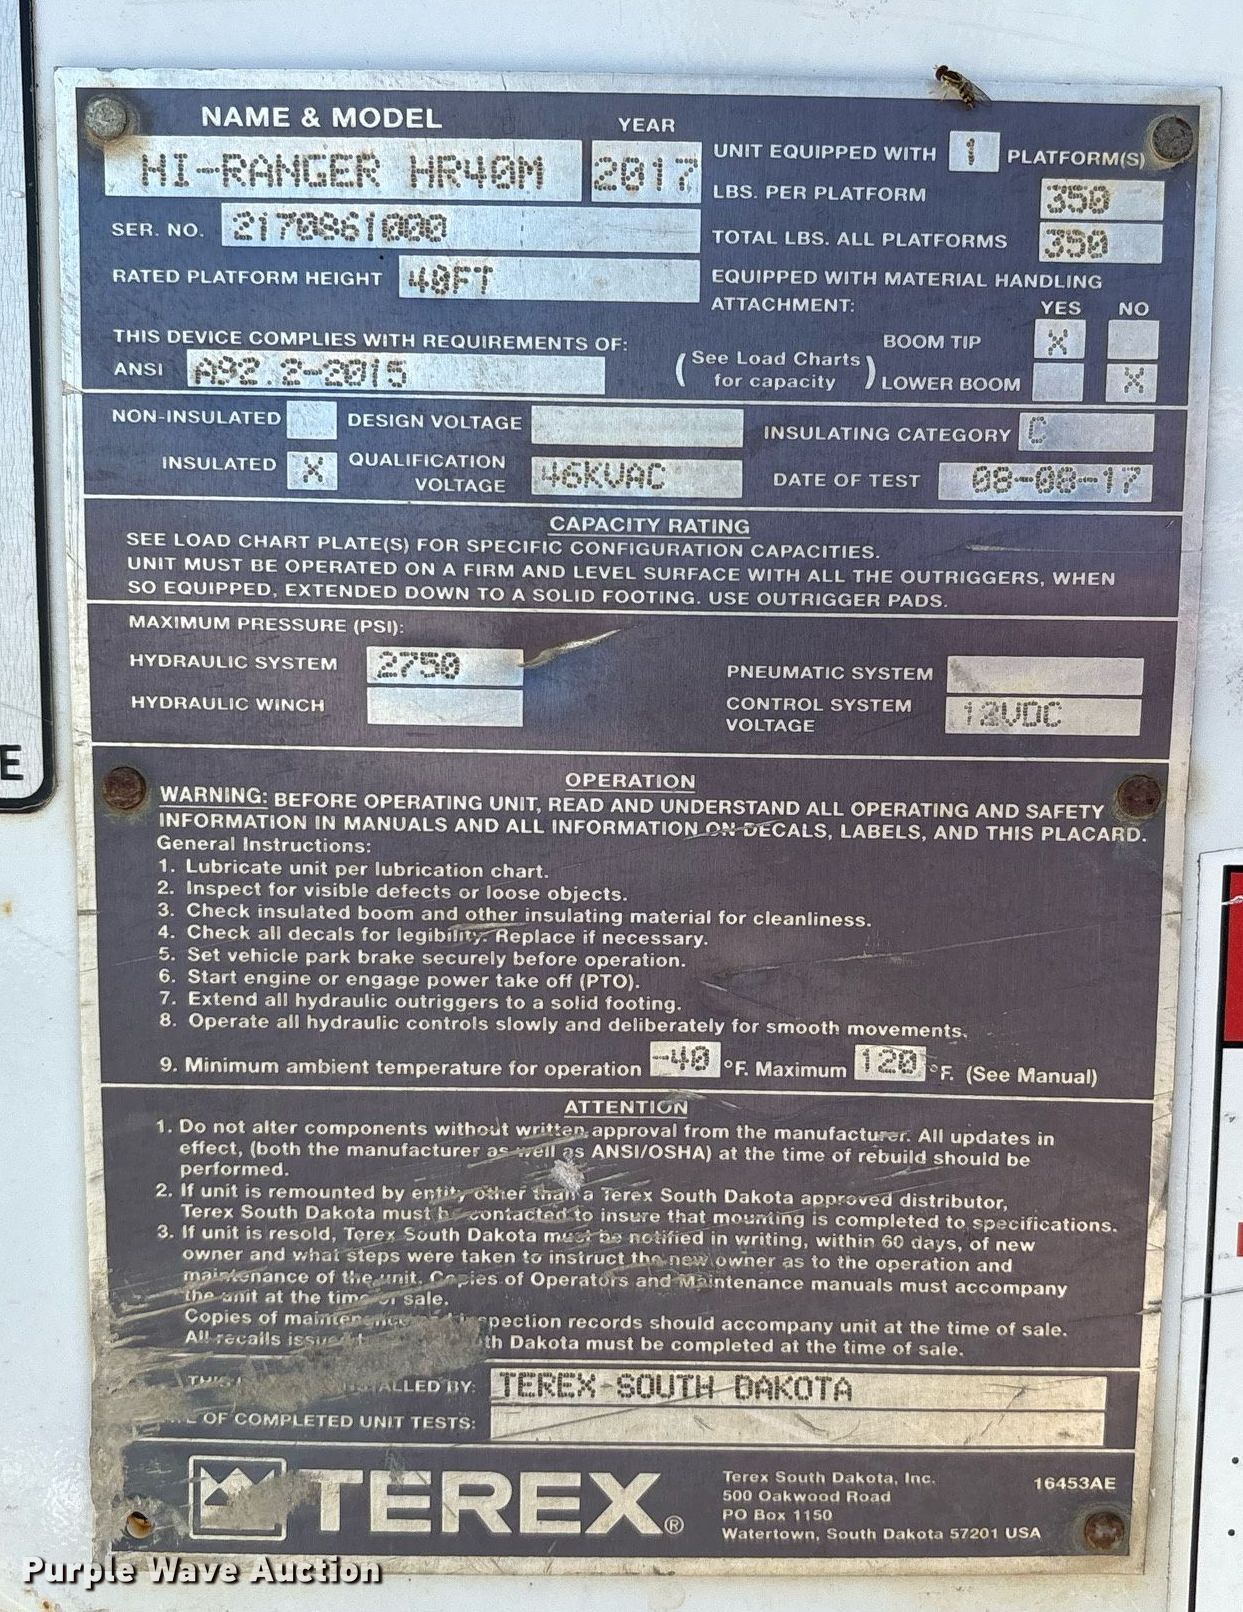 NAME & MODEL
YEAR
HI-RANGER HR40M
2017
UNIT EQUIPPED WITH 1 PLATFORM(S)
LBS. PER PLATFORM 350
SER. NO. 2170861000
TOTAL LBS. ALL PLATFORMS 350
RATED PLATFORM HEIGHT 40FT
EQUIPPED WITH MATERIAL HANDLING
ATTACHMENT:
YES NO
THIS DEVICE COMPLIES WITH REQUIREMENTS OF:
ANSI A92.2-2015
(See Load Charts
for capacity)
BOOM TIP X
LOWER BOOM X
NON-INSULATED
DESIGN VOLTAGE
INSULATING CATEGORY C
INSULATED X
QUALIFICATION
VOLTAGE 46KVAC
DATE OF TEST 08-08-17
CAPACITY RATING
SEE LOAD CHART PLATE(S) FOR SPECIFIC CONFIGURATION CAPACITIES.
UNIT MUST BE OPERATED ON A FIRM AND LEVEL SURFACE WITH ALL THE OUTRIGGERS, WHEN
SO EQUIPPED, EXTENDED DOWN TO A SOLID FOOTING. USE OUTRIGGER PADS.
MAXIMUM PRESSURE (PSI):
HYDRAULIC SYSTEM 2750
PNEUMATIC SYSTEM
HYDRAULIC WINCH
CONTROL SYSTEM
VOLTAGE 12VDC
OPERATION
WARNING: BEFORE OPERATING UNIT, READ AND UNDERSTAND ALL OPERATING AND SAFETY
INFORMATION IN MANUALS AND ALL INFORMATION ON DECALS, LABELS, AND THIS PLACARD.
General Instructions:
1. Lubricate unit per lubrication chart.
2. Inspect for visible defects or loose objects.
3. Check insulated boom and other insulating material for cleanliness.
4. Check all decals for legibility. Replace if necessary.
5. Set vehicle park brake securely before operation.
6. Start engine or engage power take off (PTO).
7. Extend all hydraulic outriggers to a solid footing.
8. Operate all hydraulic controls slowly and deliberately for smooth movements.
9. Minimum ambient temperature for operation -40 °F. Maximum 120 °F. (See Manual)
ATTENTION
1. Do not alter components without written approval from the manufacturer. All updates in
effect, (both the manufacturer as well as ANSI/OSHA) at the time of rebuild should be
performed.
2. If unit is remounted by entity other than a Terex South Dakota approved distributor,
Terex South Dakota must be contacted to insure that mounting is completed to specifications.
3. If unit is resold, Terex South Dakota must be notified in writing, within 60 days, of new
owner and what steps were taken to instruct the new owner as to the operation and
maintenance of the unit. Copies of Operators and Maintenance manuals must accompany
the unit at the time of sale.
Copies of maintenance inspection records should accompany unit at the time of sale.
All recalls South Dakota must be completed at the time of sale.
INSTALLED BY: TEREX-SOUTH DAKOTA
OF COMPLETED UNIT TESTS:
TEREX®
Terex South Dakota, Inc.
500 Oakwood Road
PO Box 1150
Watertown, South Dakota 57201 USA
16453AE
E
Purple Wave Auction